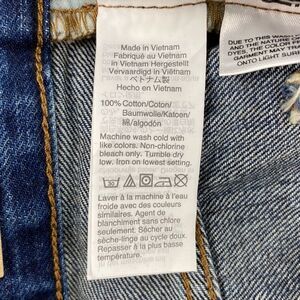 Made in Vietnam
Fabriqué au Vietnam
in Vietnam Hergestellt
Vervaardigd in Vietnam
ベトナム製
Hecho en Vietnam
100% Cotton/Coton/
Baumwolle/Katoen/
綿/algodón
Machine wash cold with
like colors. Non-chlorine
bleach only. Tumble dry
low. Iron on lowest setting.
Laver à la machine à l'eau
froide avec des couleurs
similaires. Agent de
blanchiment sans chlore
seulement. Sécher au
sèche-linge au cycle doux.
Repasser à la plus basse
température.
DUE TO THIS WASH
AND THE NATURE
DYES, THE COLOR
GARMENT MAY
ONTO LIGHT SUR